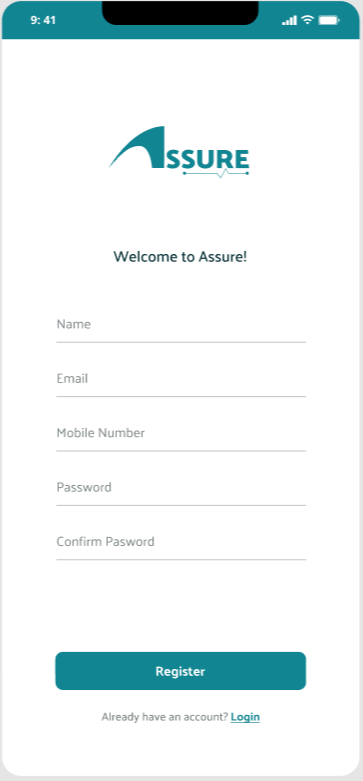 9: 41
ASSURE
Welcome to Assure!
Name
Email
Mobile Number
Password
Confirm Pasword
Register
Already have an account? Login